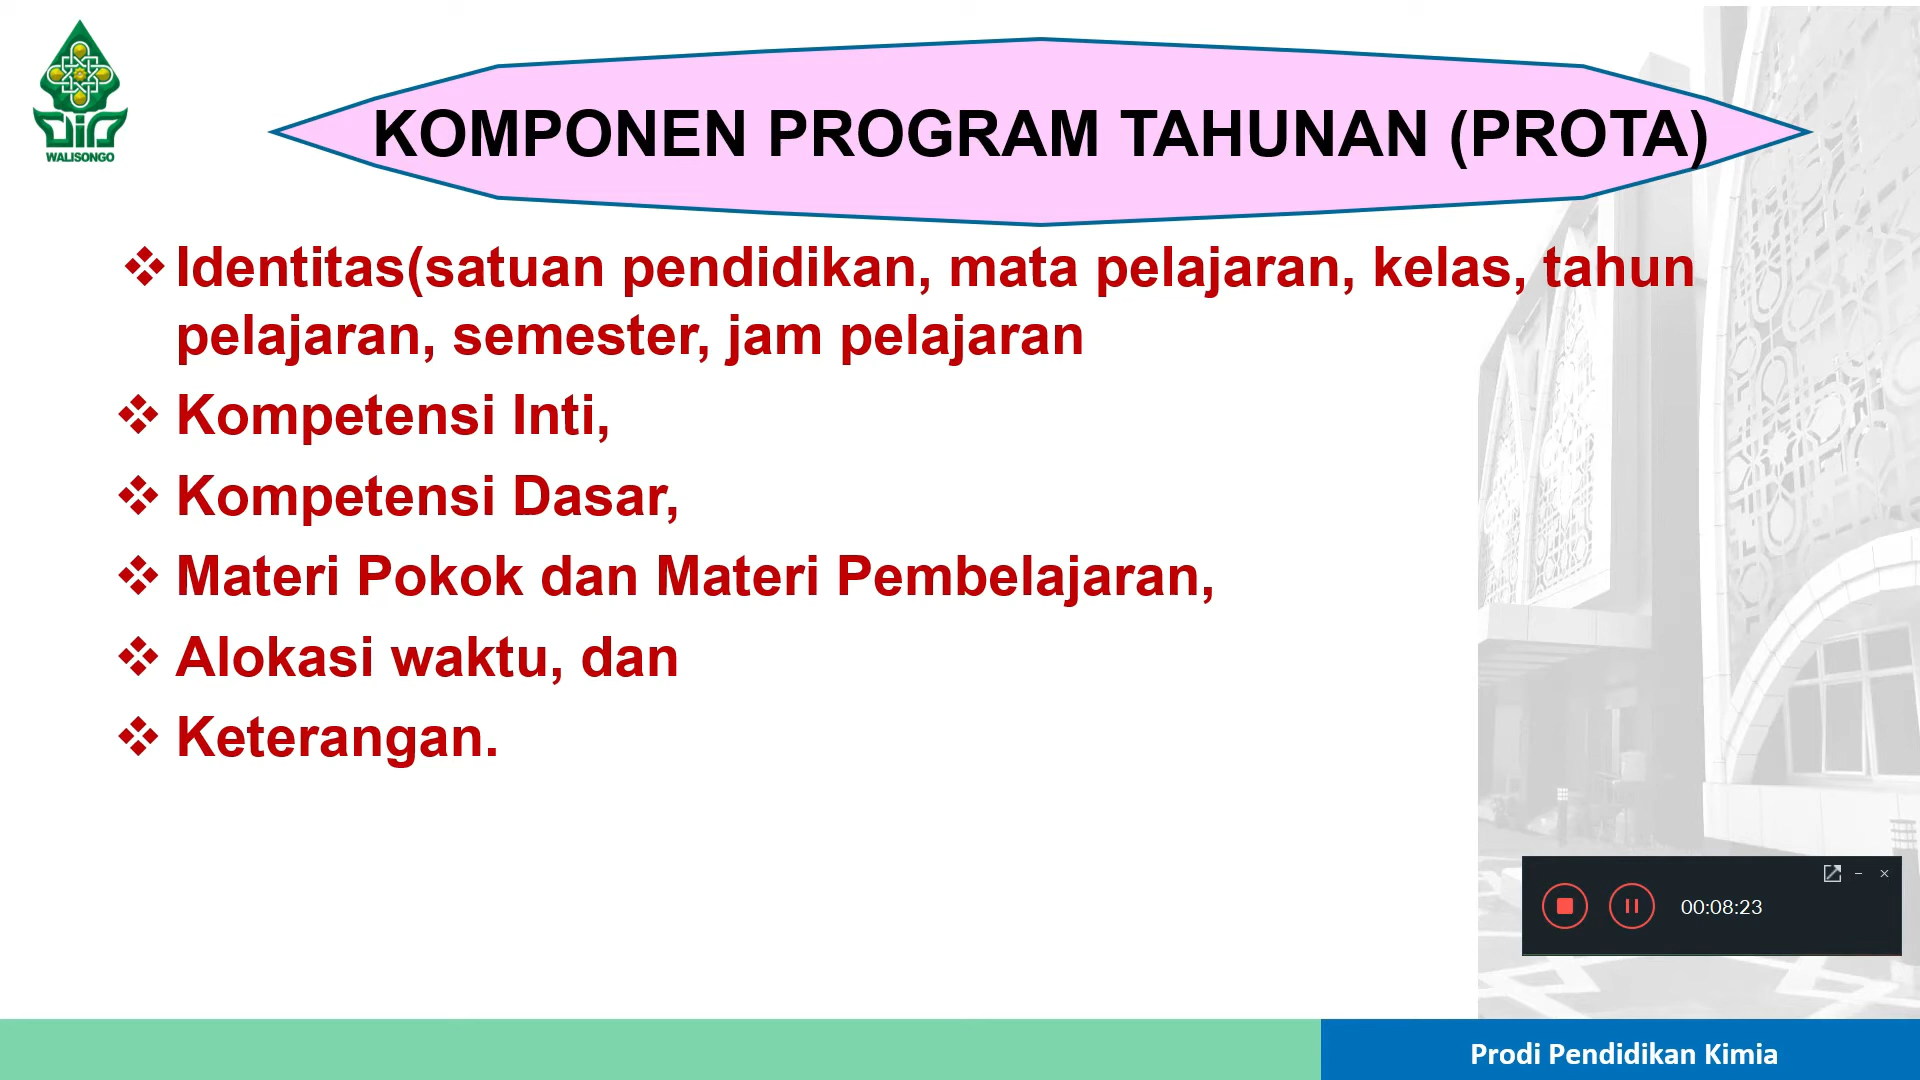 WALISONGO
KOMPONEN PROGRAM TAHUNAN (PROTA)
❖ Identitas(satuan pendidikan, mata pelajaran, kelas, tahun
pelajaran, semester, jam pelajaran
❖ Kompetensi Inti,
❖ Kompetensi Dasar,
❖ Materi Pokok dan Materi Pembelajaran,
❖ Alokasi waktu, dan
❖ Keterangan.
00:08:23
Prodi Pendidikan Kimia